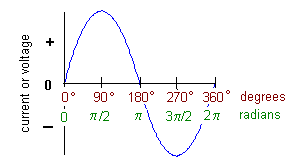 current or voltage
+
0
−
0° 90° 180° 270° 360° degrees
0 π/2 π 3π/2 2π radians